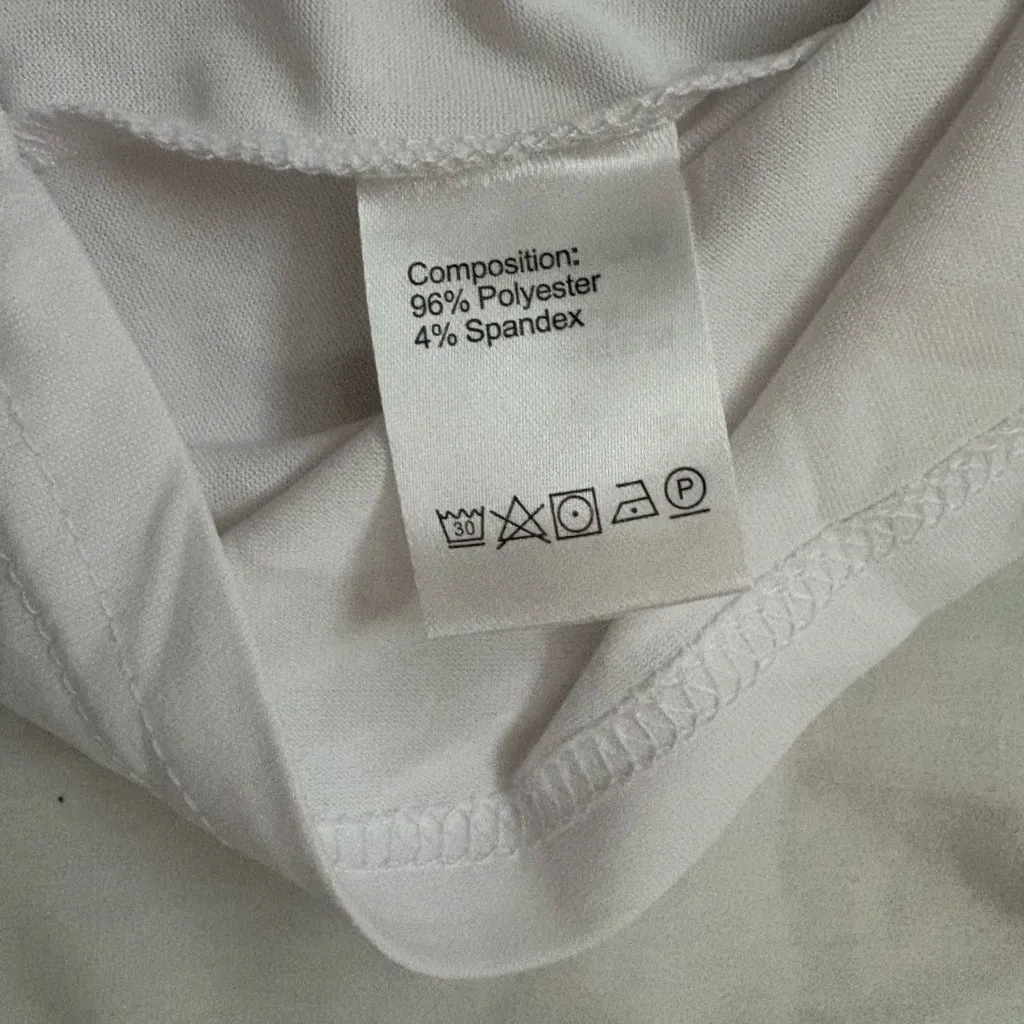 Composition:
96% Polyester
4% Spandex
30 P